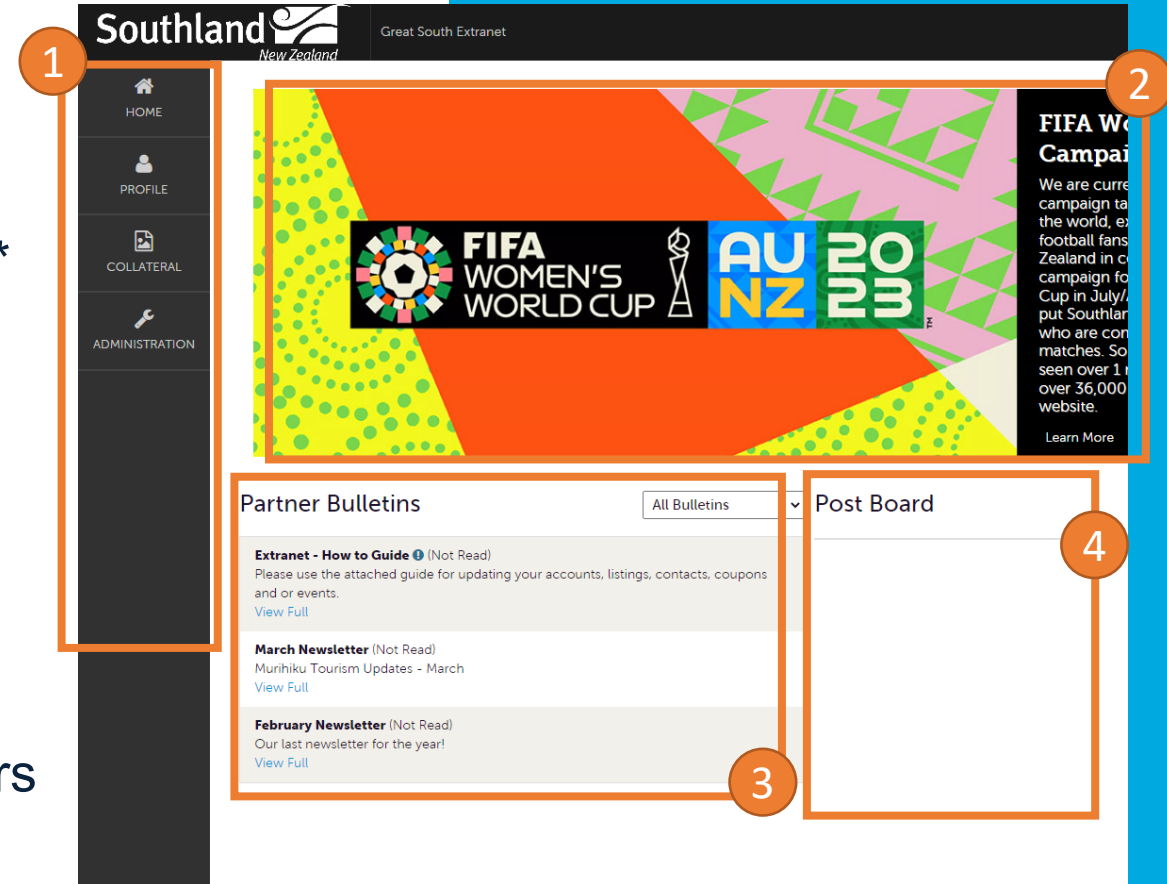 Southland
New Zealand
Great South Extranet
1
HOME
PROFILE
COLLATERAL
ADMINISTRATION
*
rs
2
FIFA
WOMEN'S
WORLD CUP
AU
NZ
20
23
TM
FIFA
Campai
We are curre
campaign ta
the world, e
football fans
Zealand in c
campaign fo
Cup in July/
put Southlan
who are con
matches. So
seen over 1
over 36,000
website.
Learn More
Partner Bulletins
All Bulletins
Extranet - How to Guide (Not Read)
Please use the attached guide for updating your accounts, listings, contacts, coupons
and or events.
View Full
March Newsletter (Not Read)
Murihiku Tourism Updates - March
View Full
February Newsletter (Not Read)
Our last newsletter for the year!
View Full
3
Post Board
4